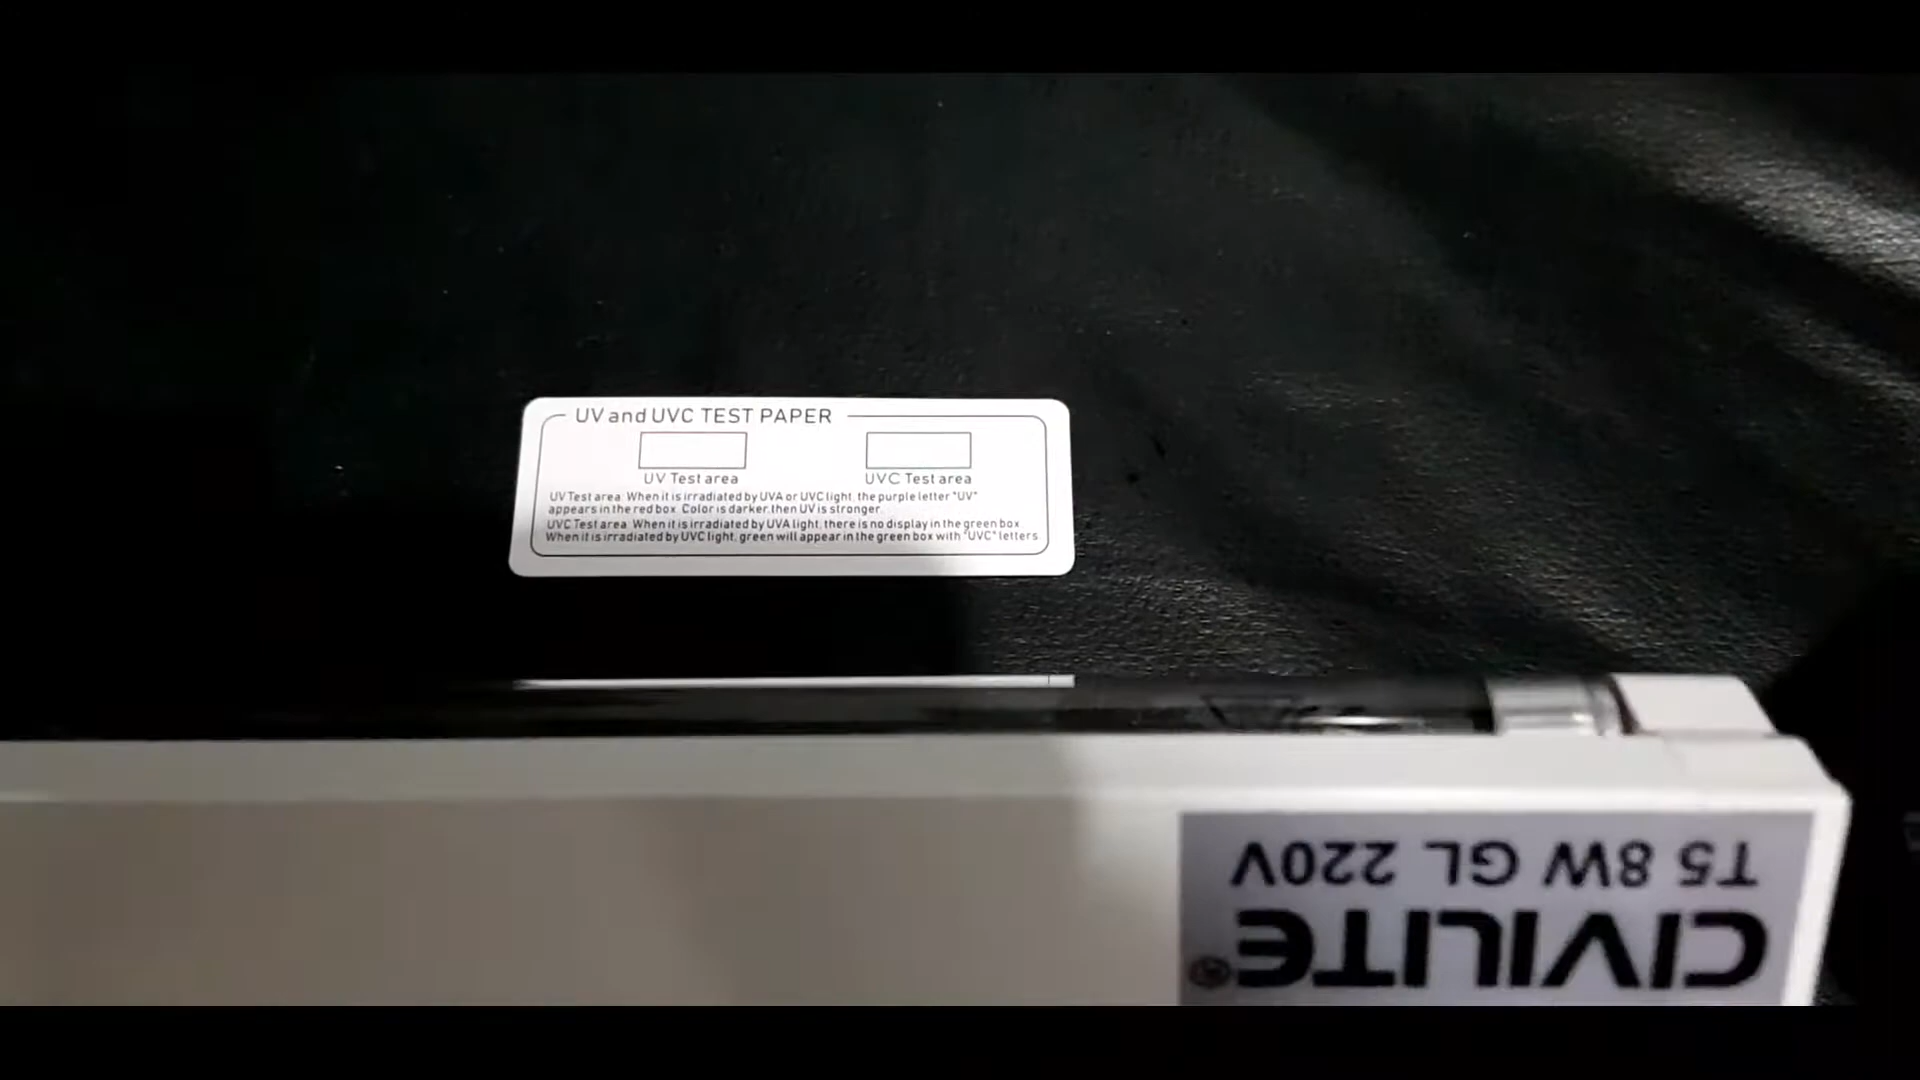 UV and UVC TEST PAPER
UV Test area
UVC Test area
UV Test area: When it is irradiated by UVA or UVC light, the purple letter "UV"
appears in the red box. Color is darker, then UV is stronger.
UVC Test area: When it is irradiated by UVA light, there is no display in the green box
When it is irradiated by UVC light, green will appear in the green box with "UVC" letters
CIVILITE®
T5 8W GL 220V